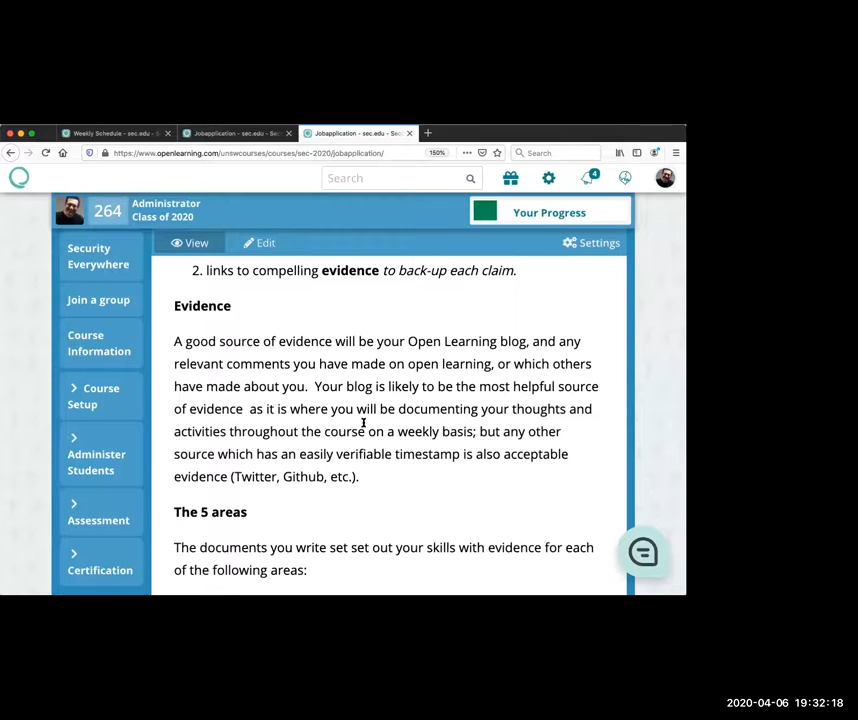 Weekly Schedule - sec.edu - S
Jobapplication - sec.edu - Sec
Jobapplication - sec.edu - Sec
https://www.openlearning.com/unswcourses/courses/sec-2020/jobapplication/
150%
Search
Search
4
264
Administrator
Class of 2020
Your Progress
View
Edit
Settings
Security
Everywhere
Join a group
Course
Information
Course
Setup
Administer
Students
Assessment
Certification
2. links to compelling evidence to back-up each claim.
Evidence
A good source of evidence will be your Open Learning blog, and any
relevant comments you have made on open learning, or which others
have made about you.  Your blog is likely to be the most helpful source
of evidence  as it is where you will be documenting your thoughts and
activities throughout the course on a weekly basis; but any other
source which has an easily verifiable timestamp is also acceptable
evidence (Twitter, Github, etc.).
The 5 areas
The documents you write set set out your skills with evidence for each
of the following areas:
2020-04-06 19:32:18